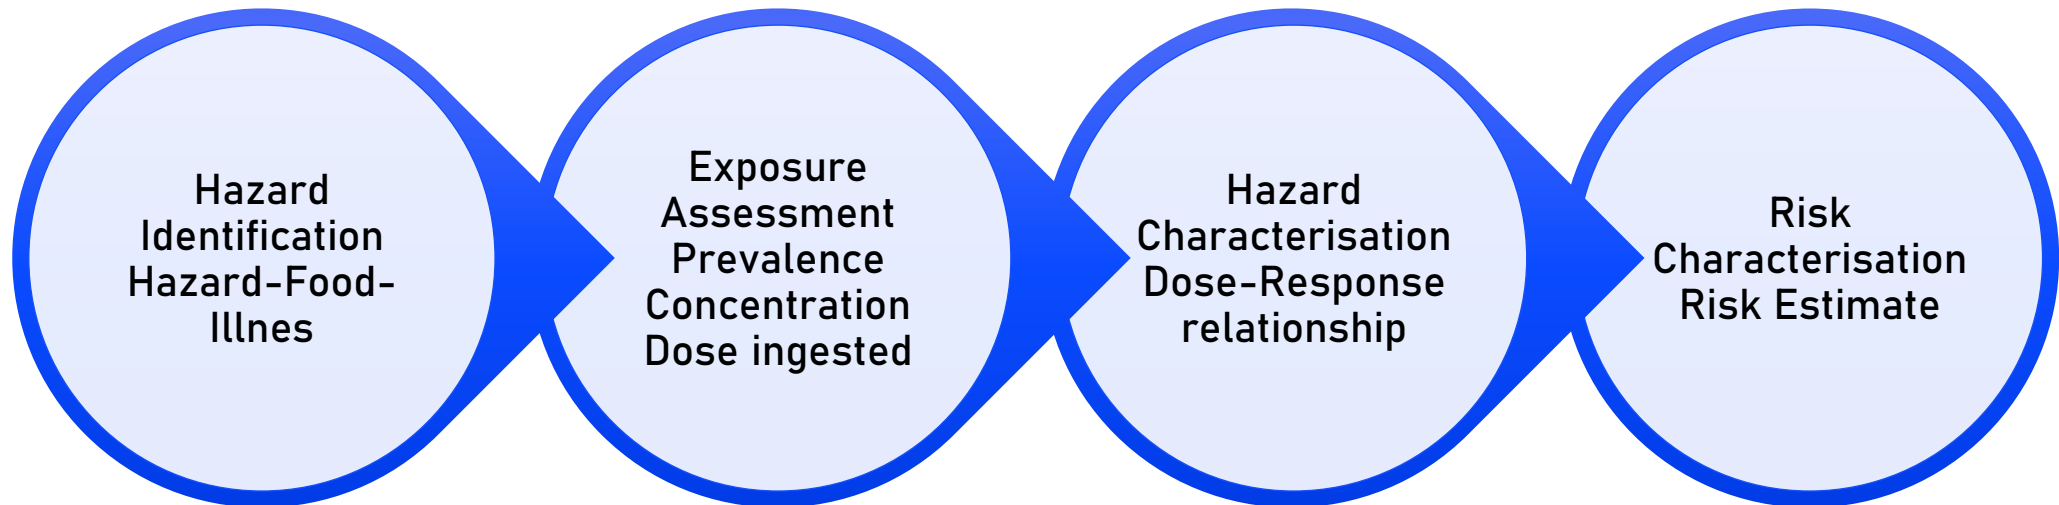 Hazard
Identification
Hazard-Food-
Illnes
Exposure
Assessment
Prevalence
Concentration
Dose ingested
Hazard
Characterisation
Dose-Response
relationship
Risk
Characterisation
Risk Estimate